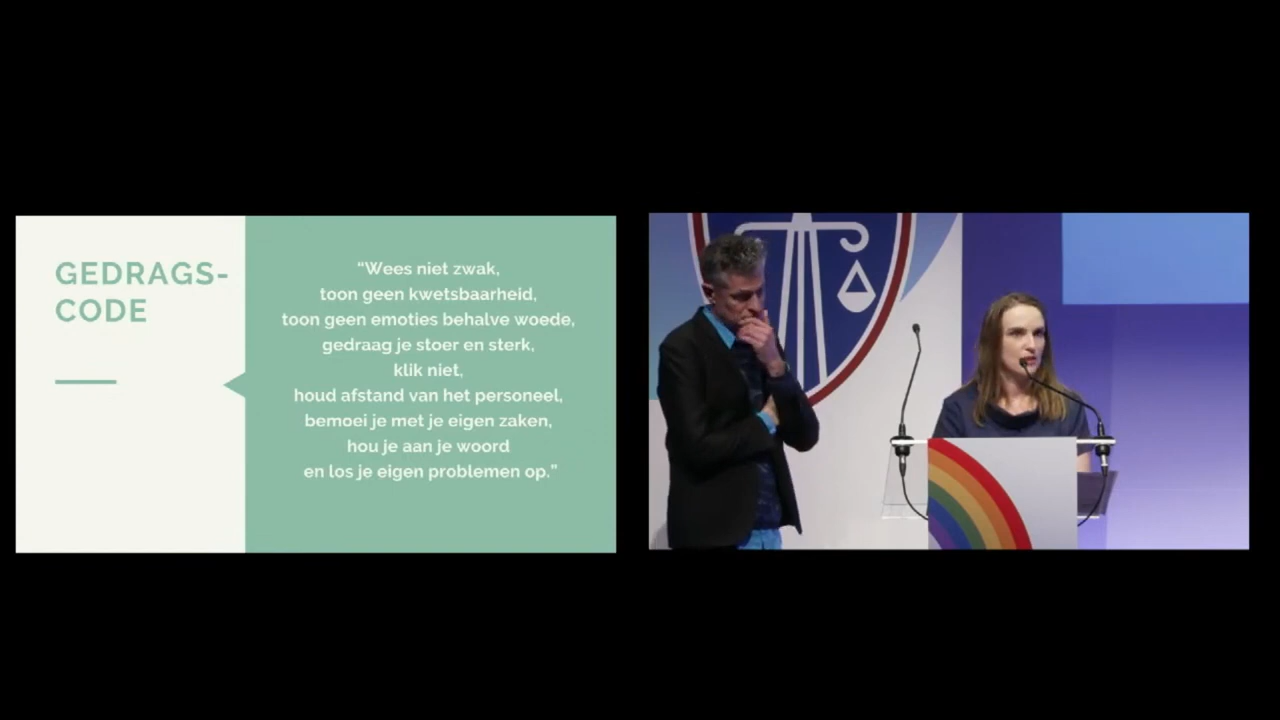 GEDRAGS-
CODE
“Wees niet zwak,
toon geen kwetsbaarheid,
toon geen emoties behalve woede,
gedraag je stoer en sterk,
klik niet,
houd afstand van het personeel,
bemoei je met je eigen zaken,
hou je aan je woord
en los je eigen problemen op.”